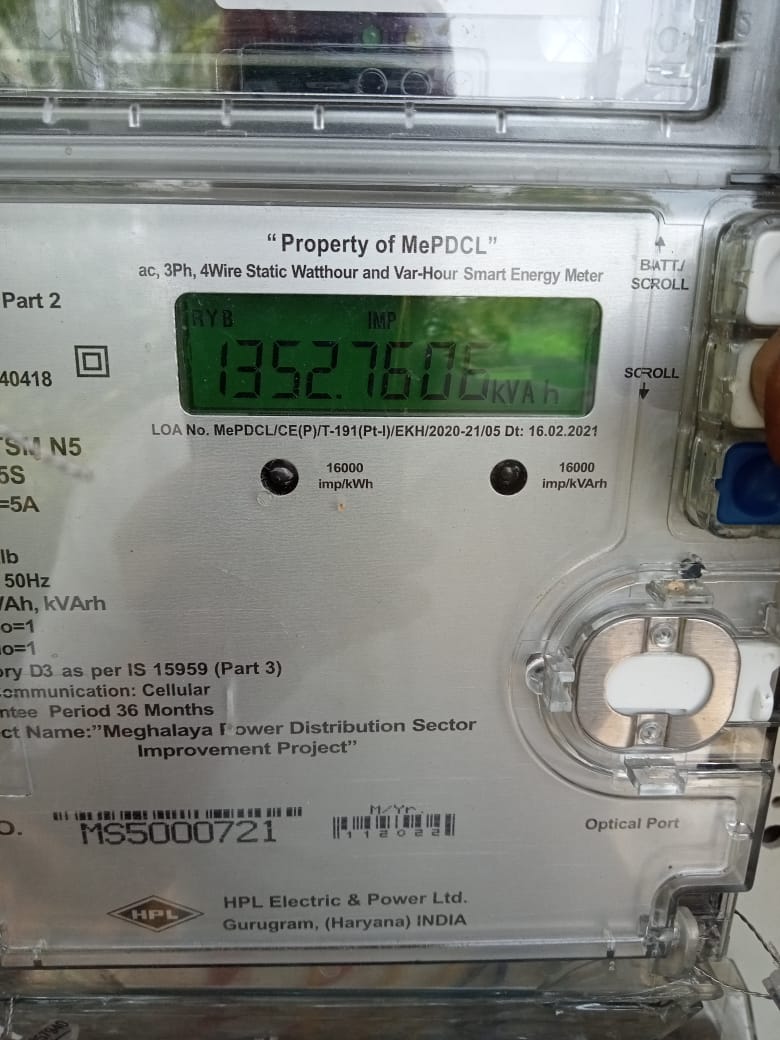 “ Property of MePDCL”
ac, 3Ph, 4Wire Static Watthour and Var-Hour Smart Energy Meter
BATT./
SCROLL
Part 2
RYB IMP
1352.7606 kVAh
SCROLL
40418
LOA No. MePDCL/CE(P)/T-191(Pt-I)/EKH/2020-21/05 Dt: 16.02.2021
N5
5S
=5A
16000
imp/kWh
16000
imp/kVArh
Ib
50Hz
/Ah, kVArh
o=1
io=1
ory D3 as per IS 15959 (Part 3)
ommunication: Cellular
ntee Period 36 Months
ct Name:”Meghalaya Power Distribution Sector
Improvement Project”
M/Yr.
O.
MS5000721
112022
Optical Port
HPL
HPL Electric & Power Ltd.
Gurugram, (Haryana) INDIA